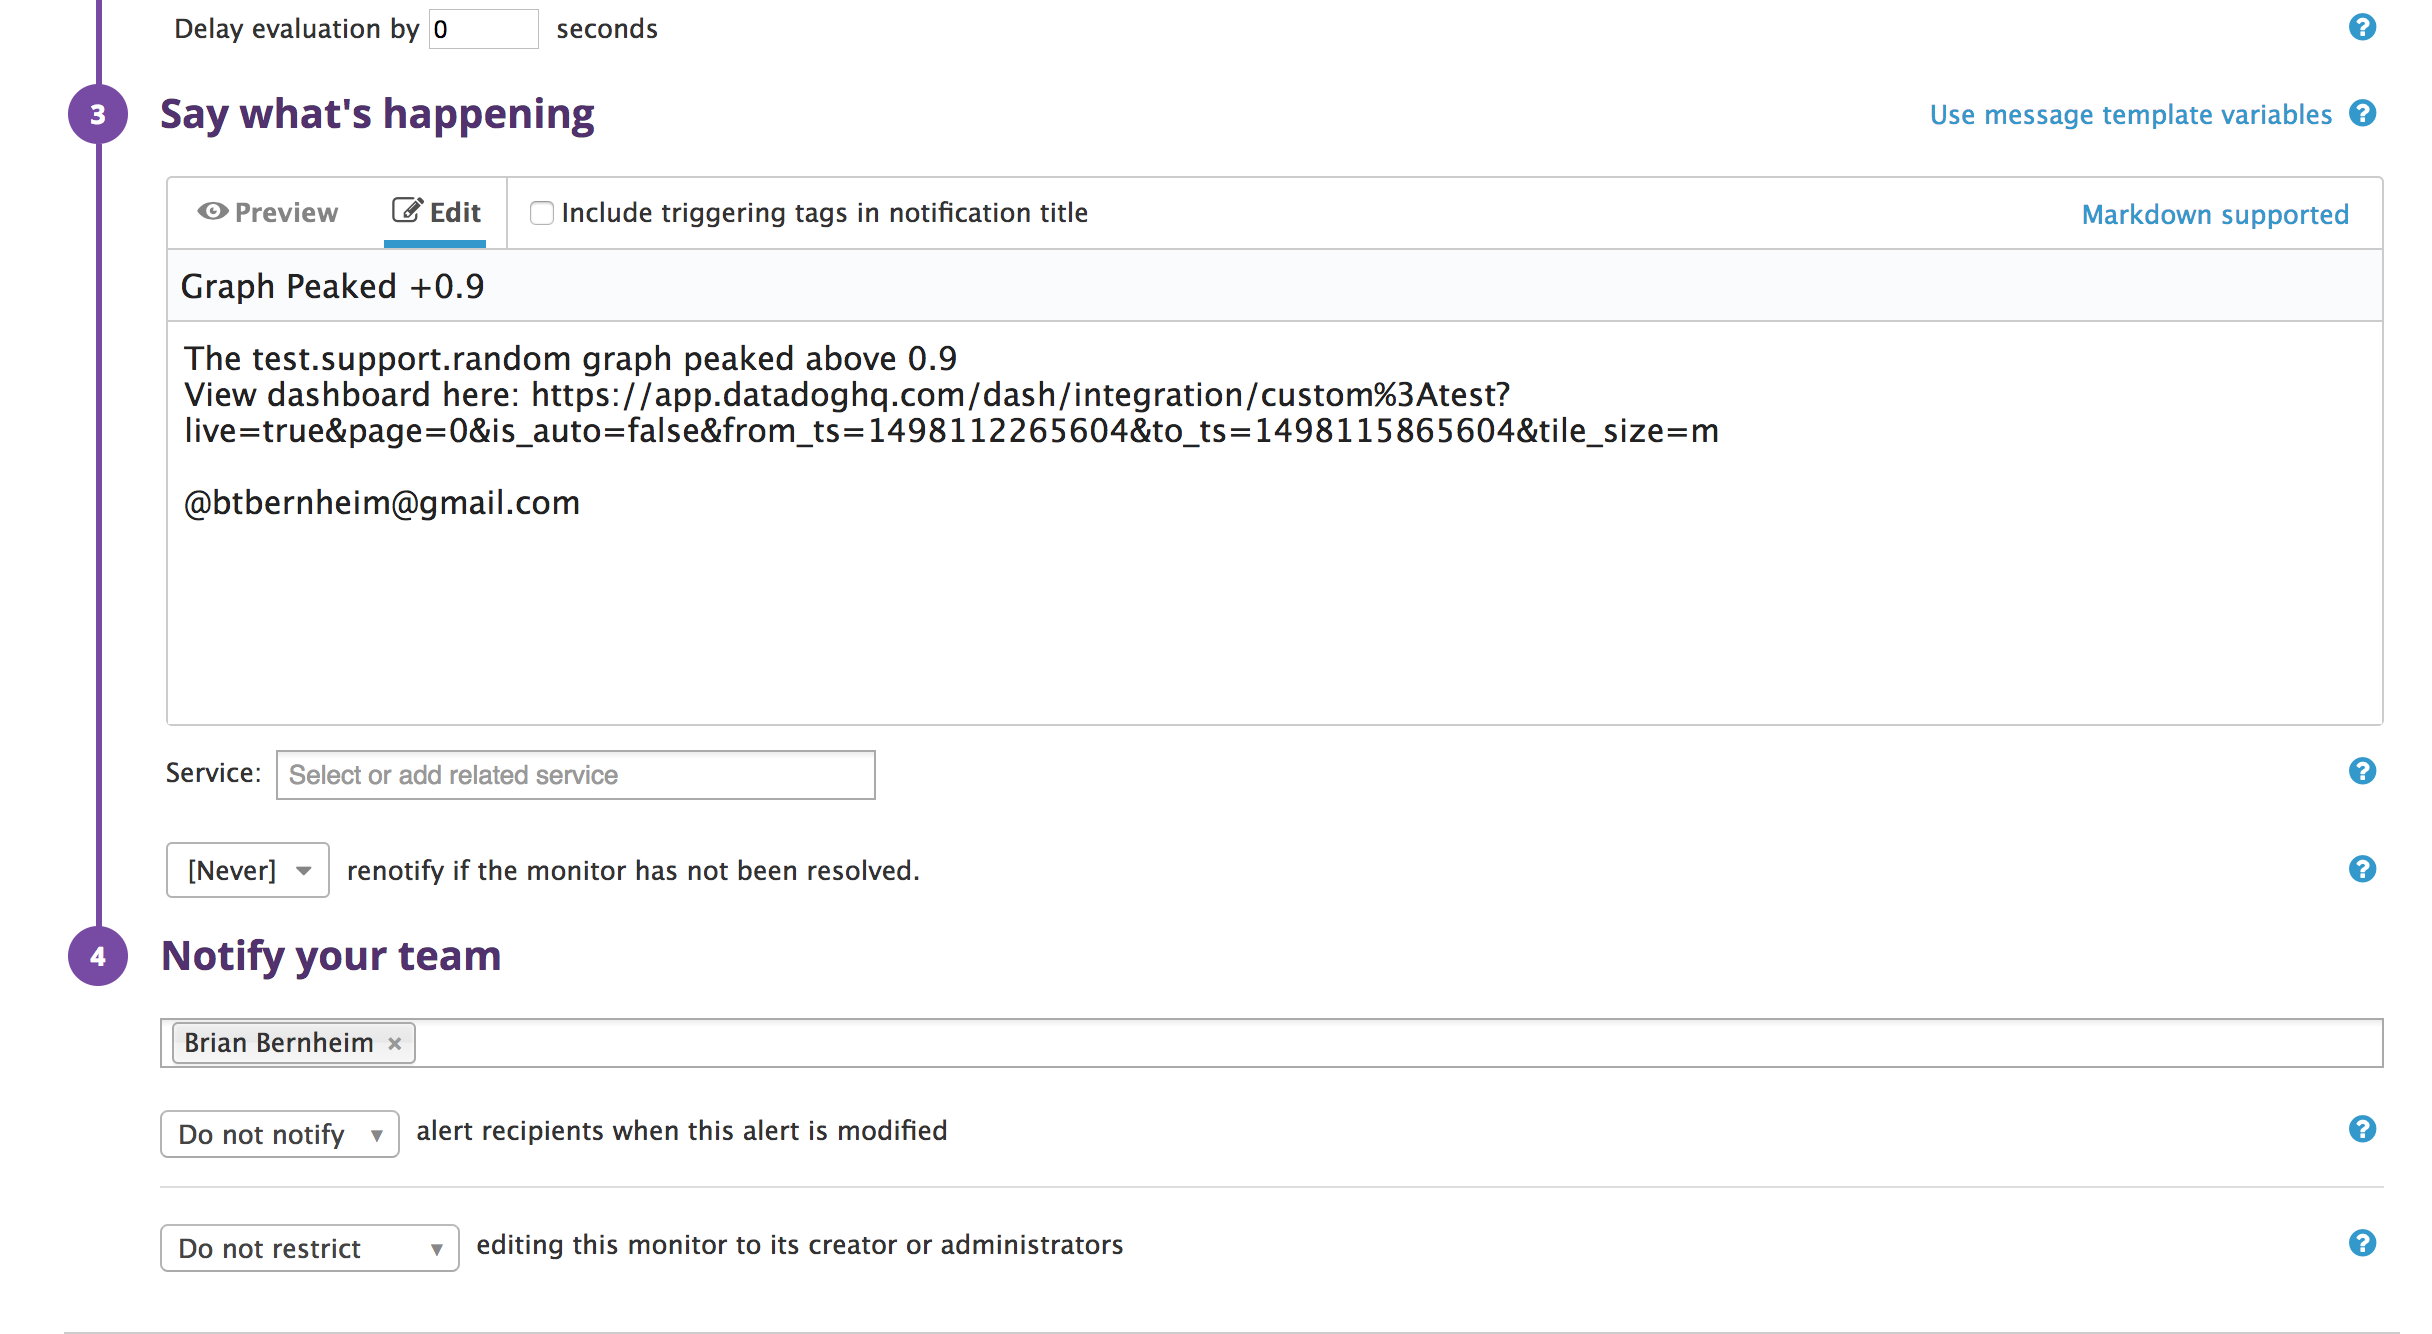 Delay evaluation by 0 seconds
?
3
Say what's happening
Use message template variables ?
Preview
Edit
Include triggering tags in notification title
Markdown supported
Graph Peaked +0.9
The test.support.random graph peaked above 0.9
View dashboard here: https://app.datadoghq.com/dash/integration/custom%3Atest?
live=true&page=0&is_auto=false&from_ts=1498112265604&to_ts=1498115865604&tile_size=m
@btbernheim@gmail.com
Service: Select or add related service
?
[Never] renotify if the monitor has not been resolved.
?
4
Notify your team
Brian Bernheim ×
Do not notify alert recipients when this alert is modified
?
Do not restrict editing this monitor to its creator or administrators
?